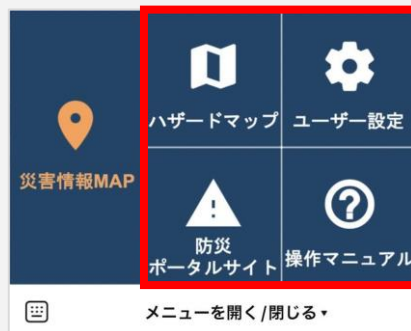 ハザードマップ
ユーザー設定
災害情報MAP
防災
ポータルサイト
操作マニュアル
メニューを開く/閉じる▾